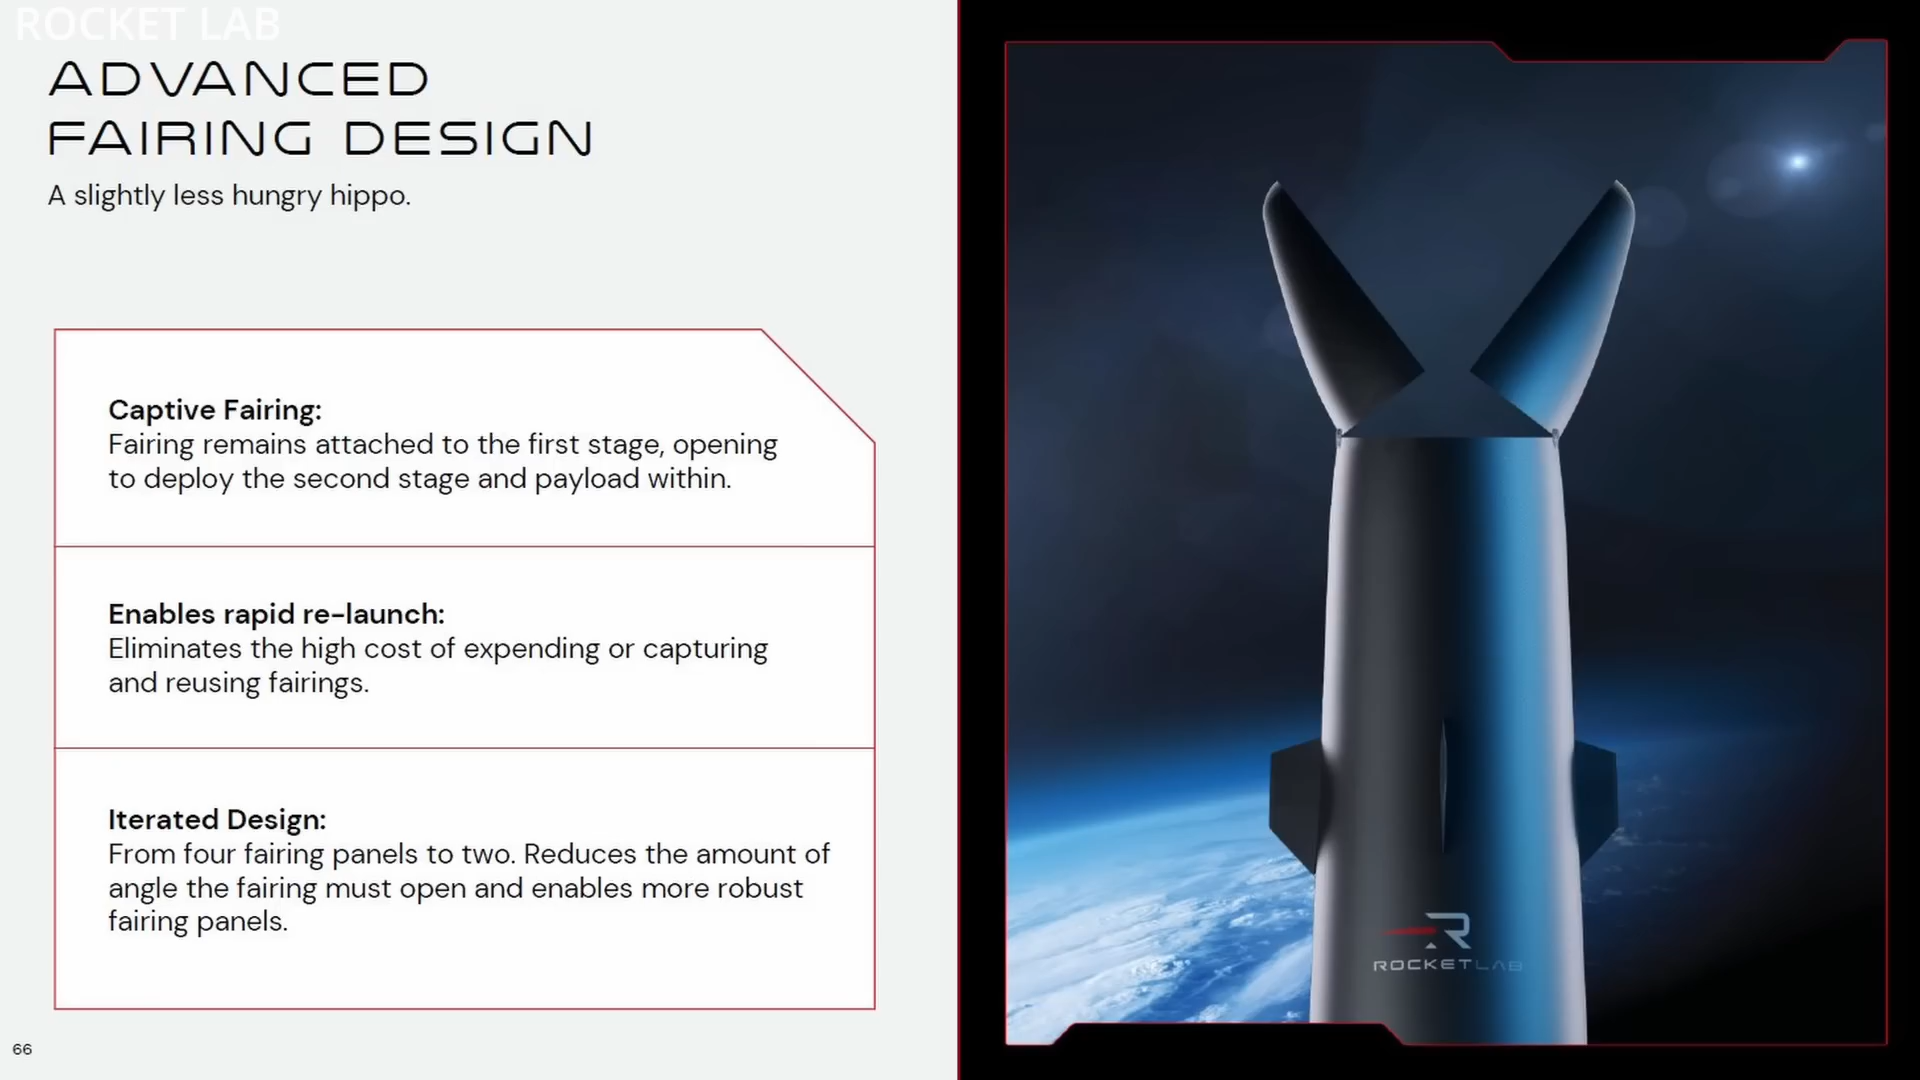 ROCKET LAB
ADVANCED
FAIRING DESIGN
A slightly less hungry hippo.
Captive Fairing:
Fairing remains attached to the first stage, opening
to deploy the second stage and payload within.
Enables rapid re-launch:
Eliminates the high cost of expending or capturing
and reusing fairings.
Iterated Design:
From four fairing panels to two. Reduces the amount of
angle the fairing must open and enables more robust
fairing panels.
66
R
ROCKETLAB